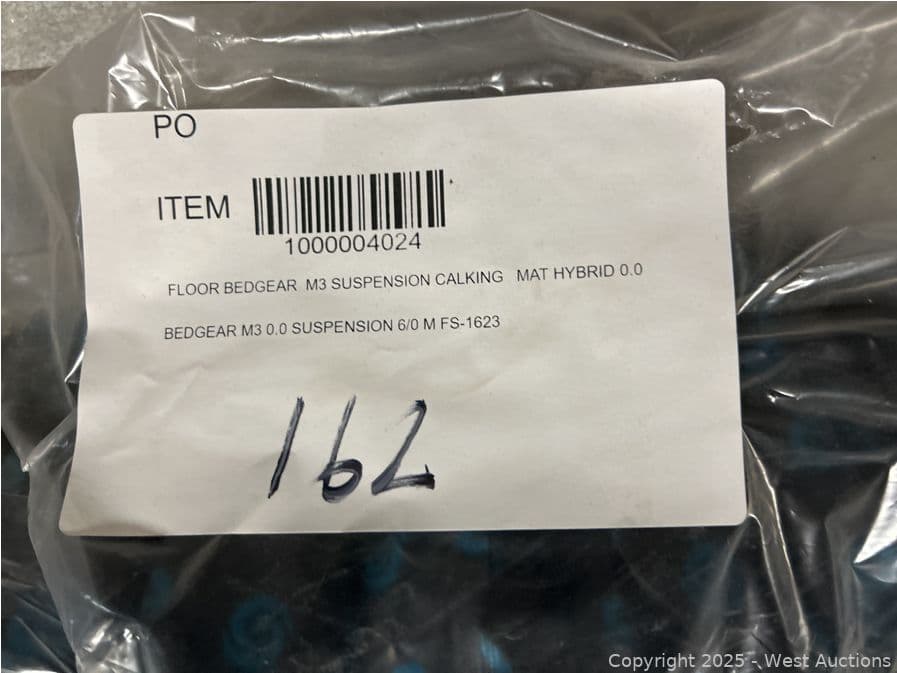 PO
ITEM
1000004024
FLOOR BEDGEAR M3 SUSPENSION CALKING MAT HYBRID 0.0
BEDGEAR M3 0.0 SUSPENSION 6/0 M FS-1623
162
Copyright 2025 - West Auctions